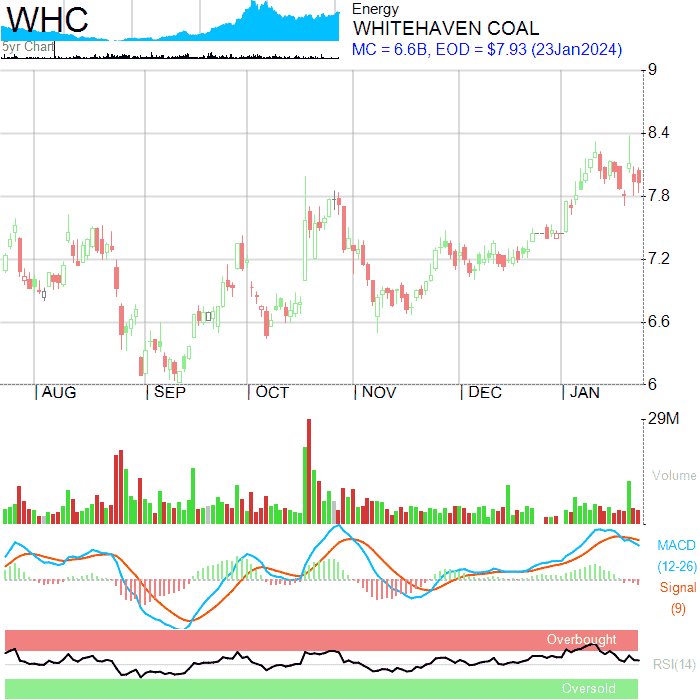 WHC
5yr Chart
Energy
WHITEHAVEN COAL
MC = 6.6B, EOD = $7.93 (23Jan2024)
9
8.4
7.8
7.2
6.6
6
AUG SEP OCT NOV DEC JAN
29M
Volume
MACD
(12-26)
Signal
(9)
Overbought
RSI(14)
Oversold